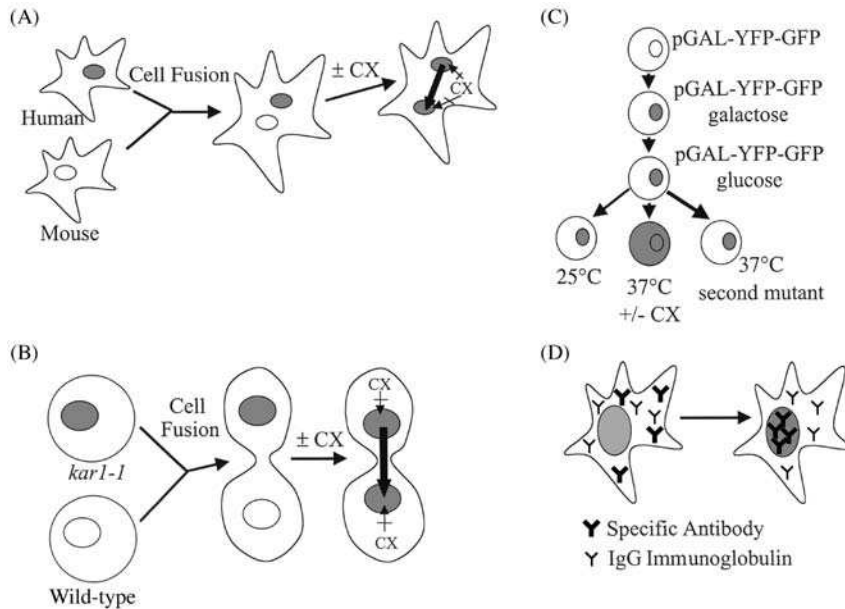 (A)
Human
Mouse
Cell Fusion
± CX
CX
(B)
kar1-1
Wild-type
Cell
Fusion
± CX
CX
CX
(C)
pGAL-YFP-GFP
pGAL-YFP-GFP
galactose
pGAL-YFP-GFP
glucose
25°C
37°C
+/- CX
37°C
second mutant
(D)
Specific Antibody
IgG Immunoglobulin